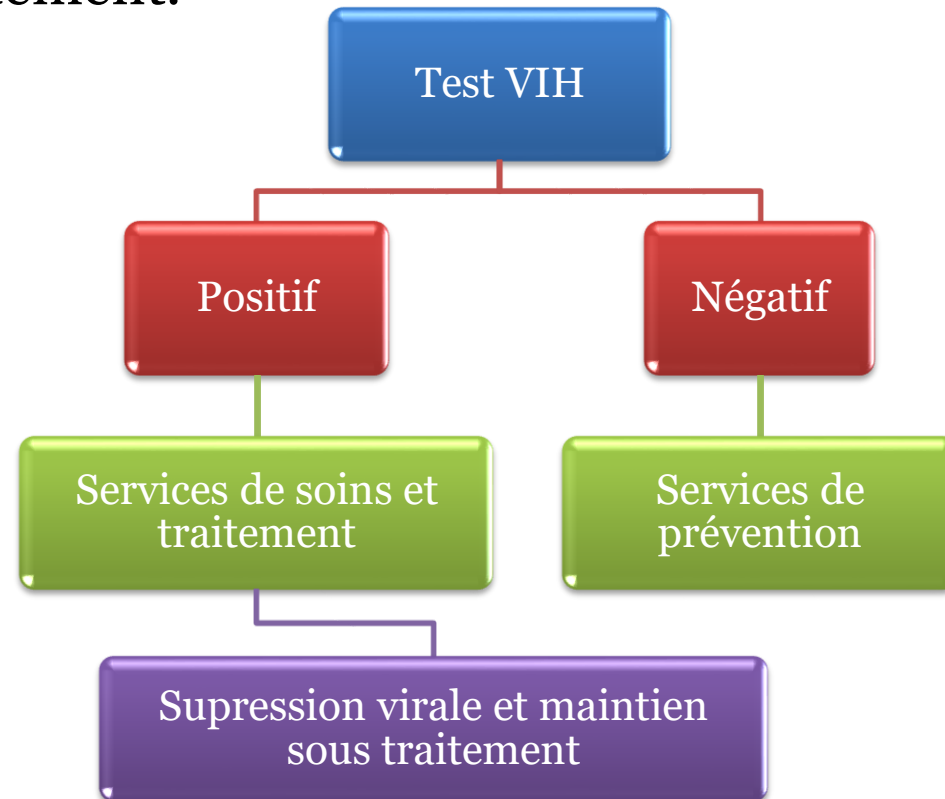 Test VIH
Positif
Négatif
Services de soins et
traitement
Services de
prévention
Supression virale et maintien
sous traitement